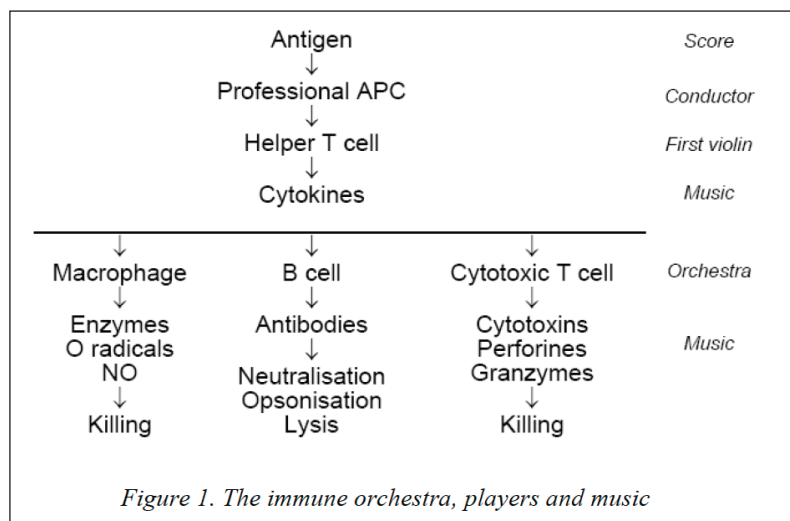 Antigen Score
↓
Professional APC Conductor
↓
Helper T cell First violin
↓
Cytokines Music
↓ ↓ ↓
Macrophage B cell Cytotoxic T cell Orchestra
↓ ↓ ↓
Enzymes Antibodies Cytotoxins
O radicals ↓ Perforines Music
NO Neutralisation Granzymes
↓ Opsonisation ↓
Killing Lysis Killing
Figure 1. The immune orchestra, players and music